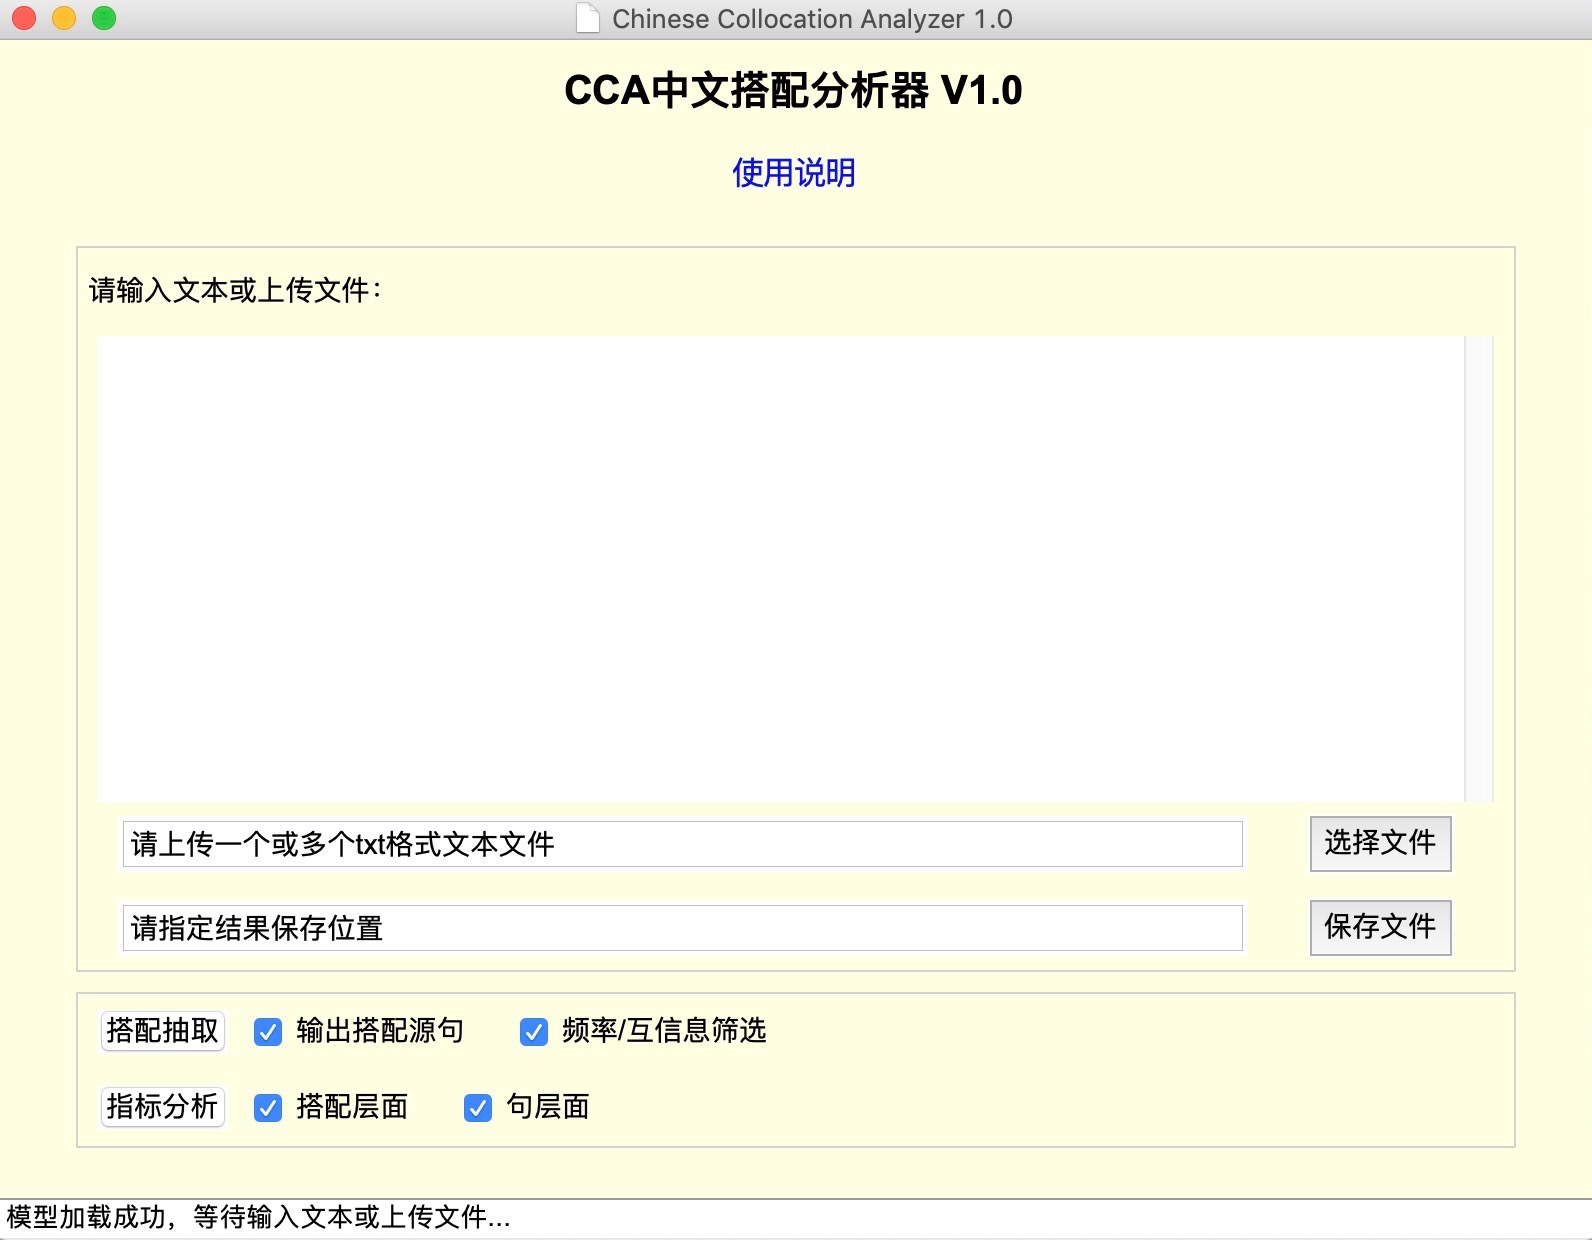 Chinese Collocation Analyzer 1.0
CCA中文搭配分析器 V1.0
使用说明
请输入文本或上传文件：
请上传一个或多个txt格式文本文件
选择文件
请指定结果保存位置
保存文件
搭配抽取 输出搭配源句 频率/互信息筛选
指标分析 搭配层面 句层面
模型加载成功，等待输入文本或上传文件...